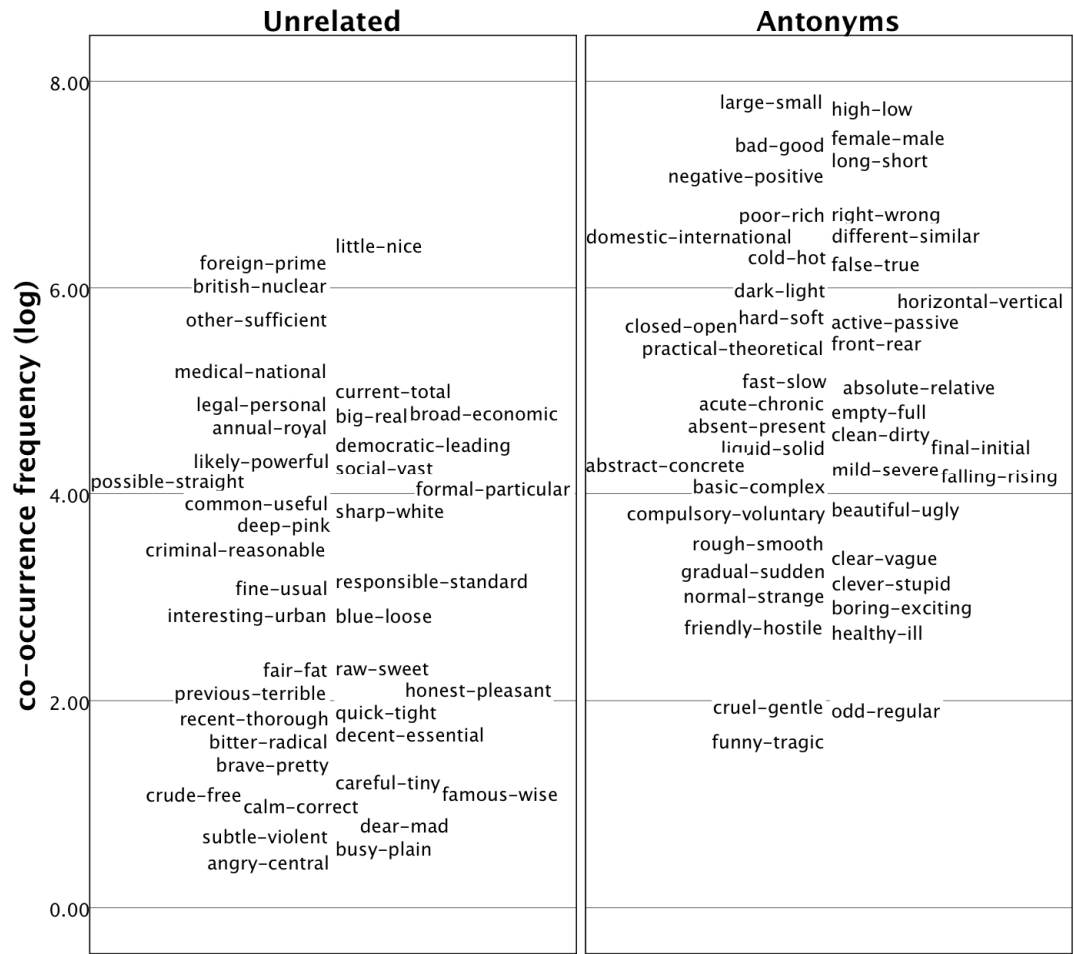 Unrelated
Antonyms
co−occurrence frequency (log)
8.00
6.00
4.00
2.00
0.00
little−nice
foreign−prime
british−nuclear
other−sufficient
medical−national
current−total
legal−personal
big−real
broad−economic
annual−royal
democratic−leading
likely−powerful
social−vast
possible−straight
formal−particular
common−useful
sharp−white
deep−pink
criminal−reasonable
responsible−standard
fine−usual
interesting−urban
blue−loose
fair−fat
raw−sweet
previous−terrible
honest−pleasant
recent−thorough
quick−tight
bitter−radical
decent−essential
brave−pretty
careful−tiny
crude−free
famous−wise
calm−correct
dear−mad
subtle−violent
busy−plain
angry−central
large−small
high−low
bad−good
female−male
long−short
negative−positive
poor−rich
right−wrong
domestic−international
different−similar
cold−hot
false−true
dark−light
horizontal−vertical
hard−soft
closed−open
active−passive
practical−theoretical
front−rear
fast−slow
absolute−relative
acute−chronic
empty−full
absent−present
clean−dirty
liquid−solid
final−initial
abstract−concrete
mild−severe
falling−rising
basic−complex
compulsory−voluntary
beautiful−ugly
rough−smooth
clear−vague
gradual−sudden
clever−stupid
normal−strange
boring−exciting
friendly−hostile
healthy−ill
cruel−gentle
odd−regular
funny−tragic